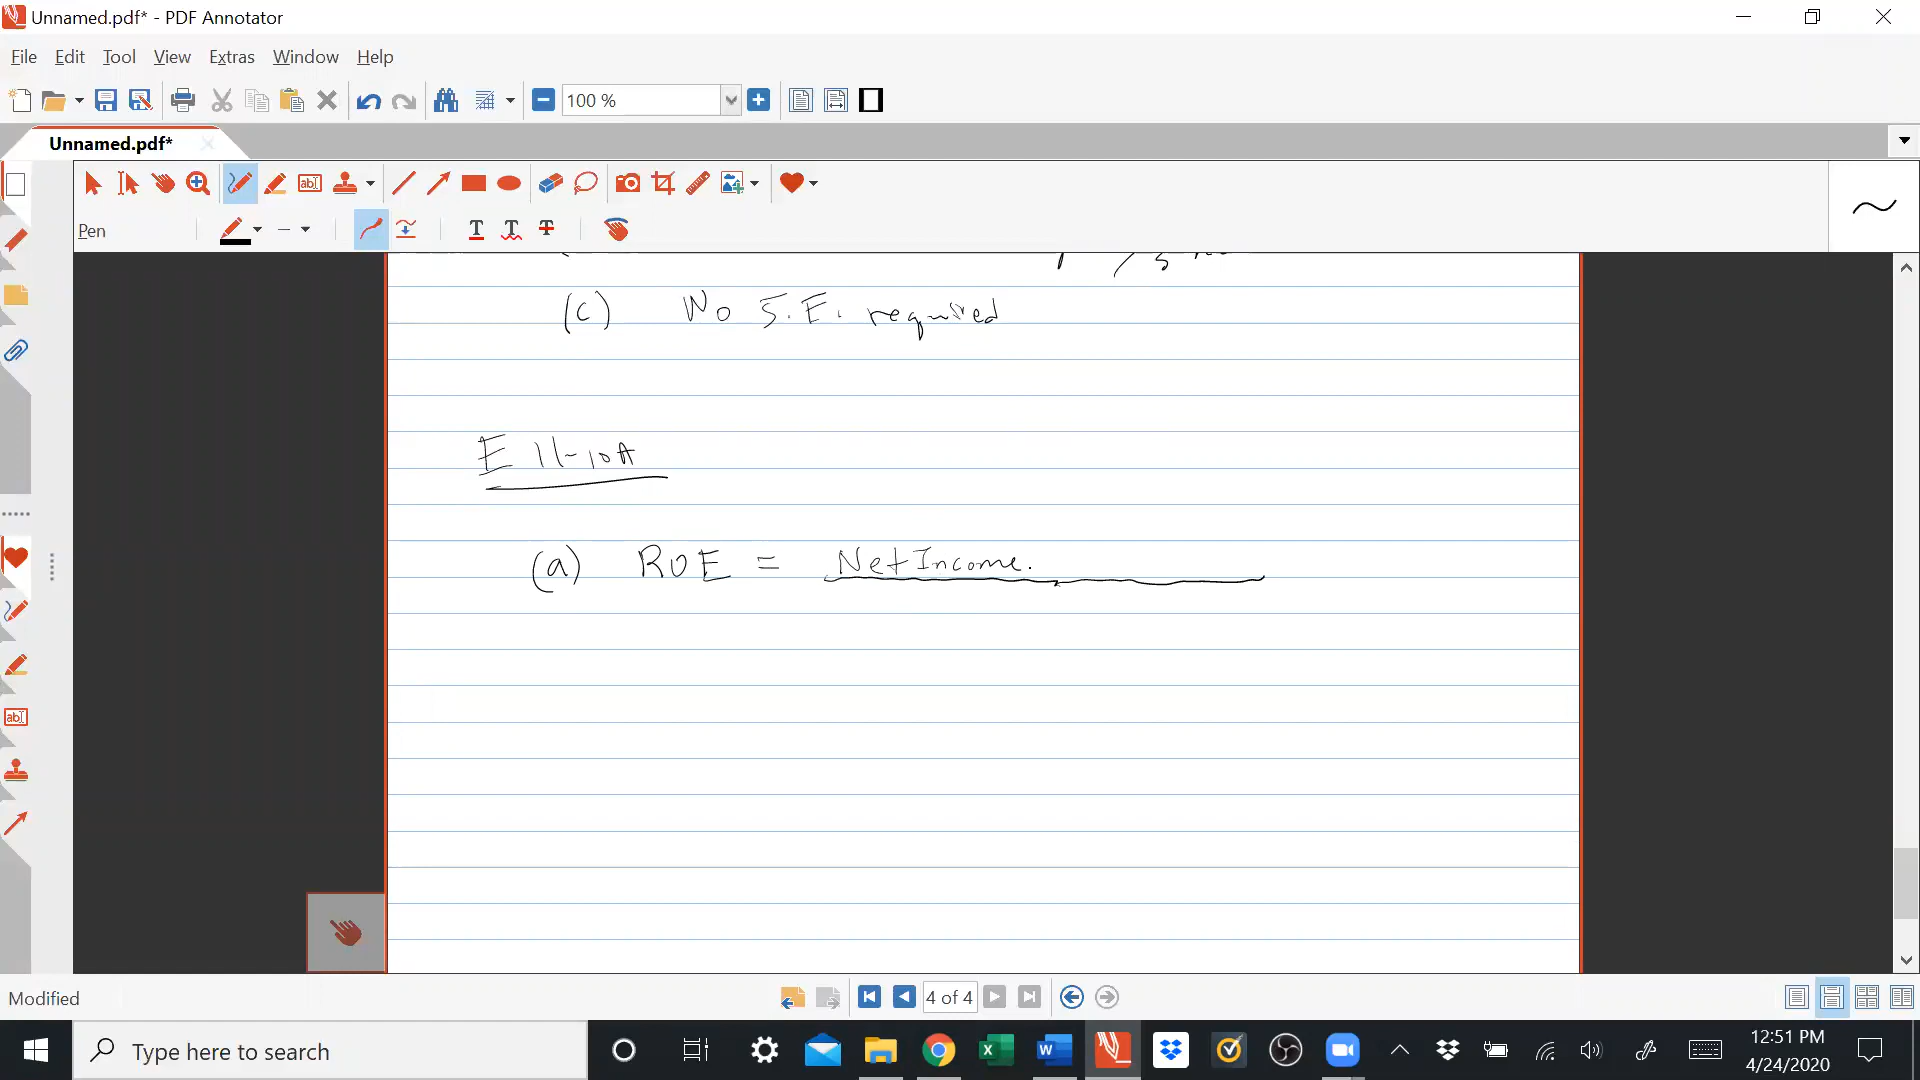 Unnamed.pdf* - PDF Annotator
File Edit Tool View Extras Window Help
100 %
Unnamed.pdf*
Pen
(c) No S.E. required
E 11-10A
(a) ROE = Net Income.
Modified
4 of 4
Type here to search
12:51 PM
4/24/2020